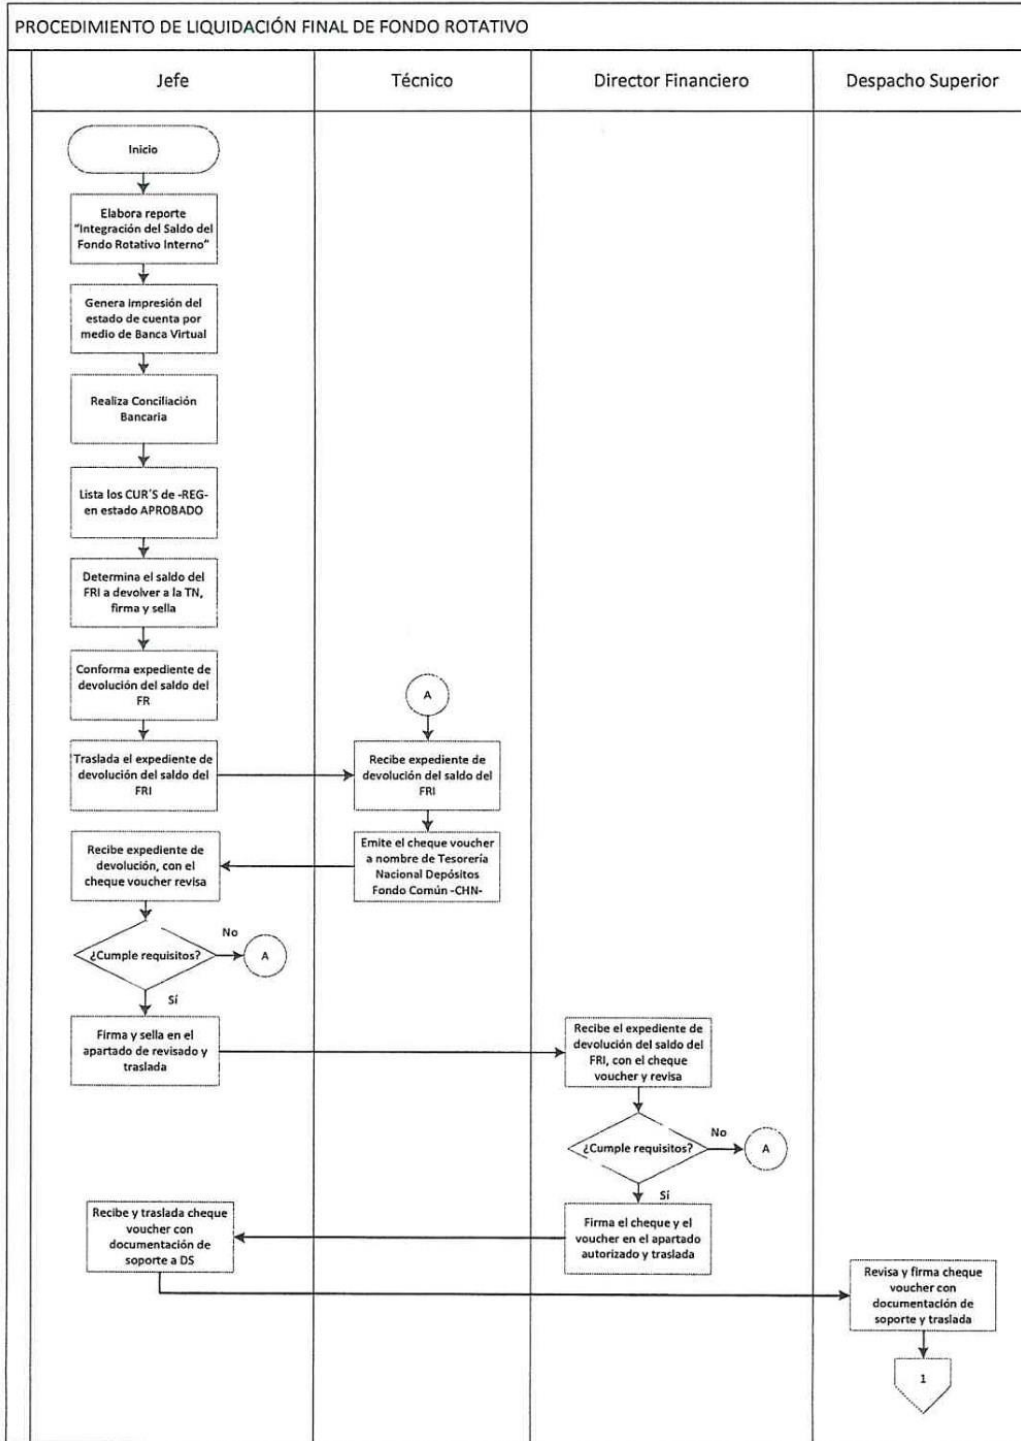 PROCEDIMIENTO DE LIQUIDACIÓN FINAL DE FONDO ROTATIVO
Jefe
Técnico
Director Financiero
Despacho Superior
Inicio
Elabora reporte
“Integración del Saldo del
Fondo Rotativo Interno”
Genera impresión del
estado de cuenta por
medio de Banca Virtual
Realiza Conciliación
Bancaria
Lista los CUR´S de -REG-
en estado APROBADO
Determina el saldo del
FRI a devolver a la TN,
firma y sella
Conforma expediente de
devolución del saldo del
FR
A
Traslada el expediente de
devolución del saldo del
FRI
Recibe expediente de
devolución del saldo del
FRI
Emite el cheque voucher
a nombre de Tesorería
Nacional Depósitos
Fondo Común -CHN-
Recibe expediente de
devolución, con el
cheque voucher revisa
¿Cumple requisitos?
No
A
Sí
Firma y sella en el
apartado de revisado y
traslada
Recibe el expediente de
devolución del saldo del
FRI, con el cheque
voucher y revisa
¿Cumple requisitos?
No
A
Sí
Firma el cheque y el
voucher en el apartado
autorizado y traslada
Recibe y traslada cheque
voucher con
documentación de
soporte a DS
Revisa y firma cheque
voucher con
documentación de
soporte y traslada
1